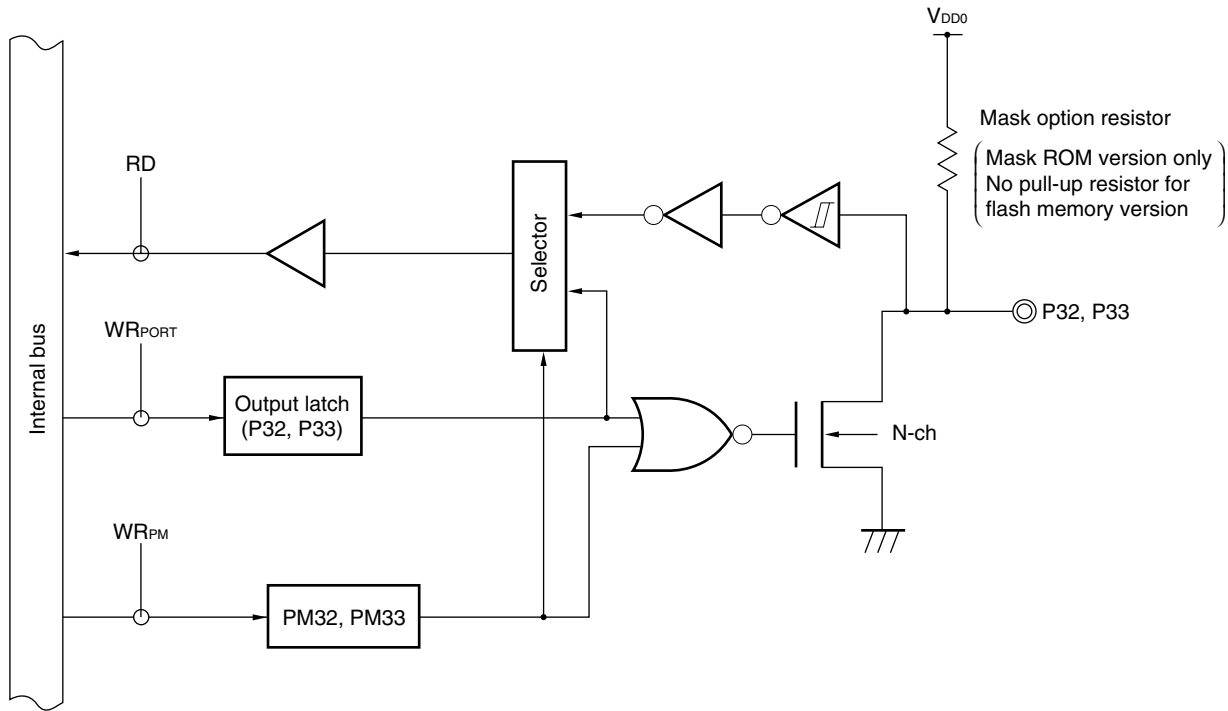 VDD0
Mask option resistor
Mask ROM version only
No pull-up resistor for
flash memory version
RD
Selector
P32, P33
Internal bus
WRPORT
Output latch
(P32, P33)
N-ch
WRPM
PM32, PM33